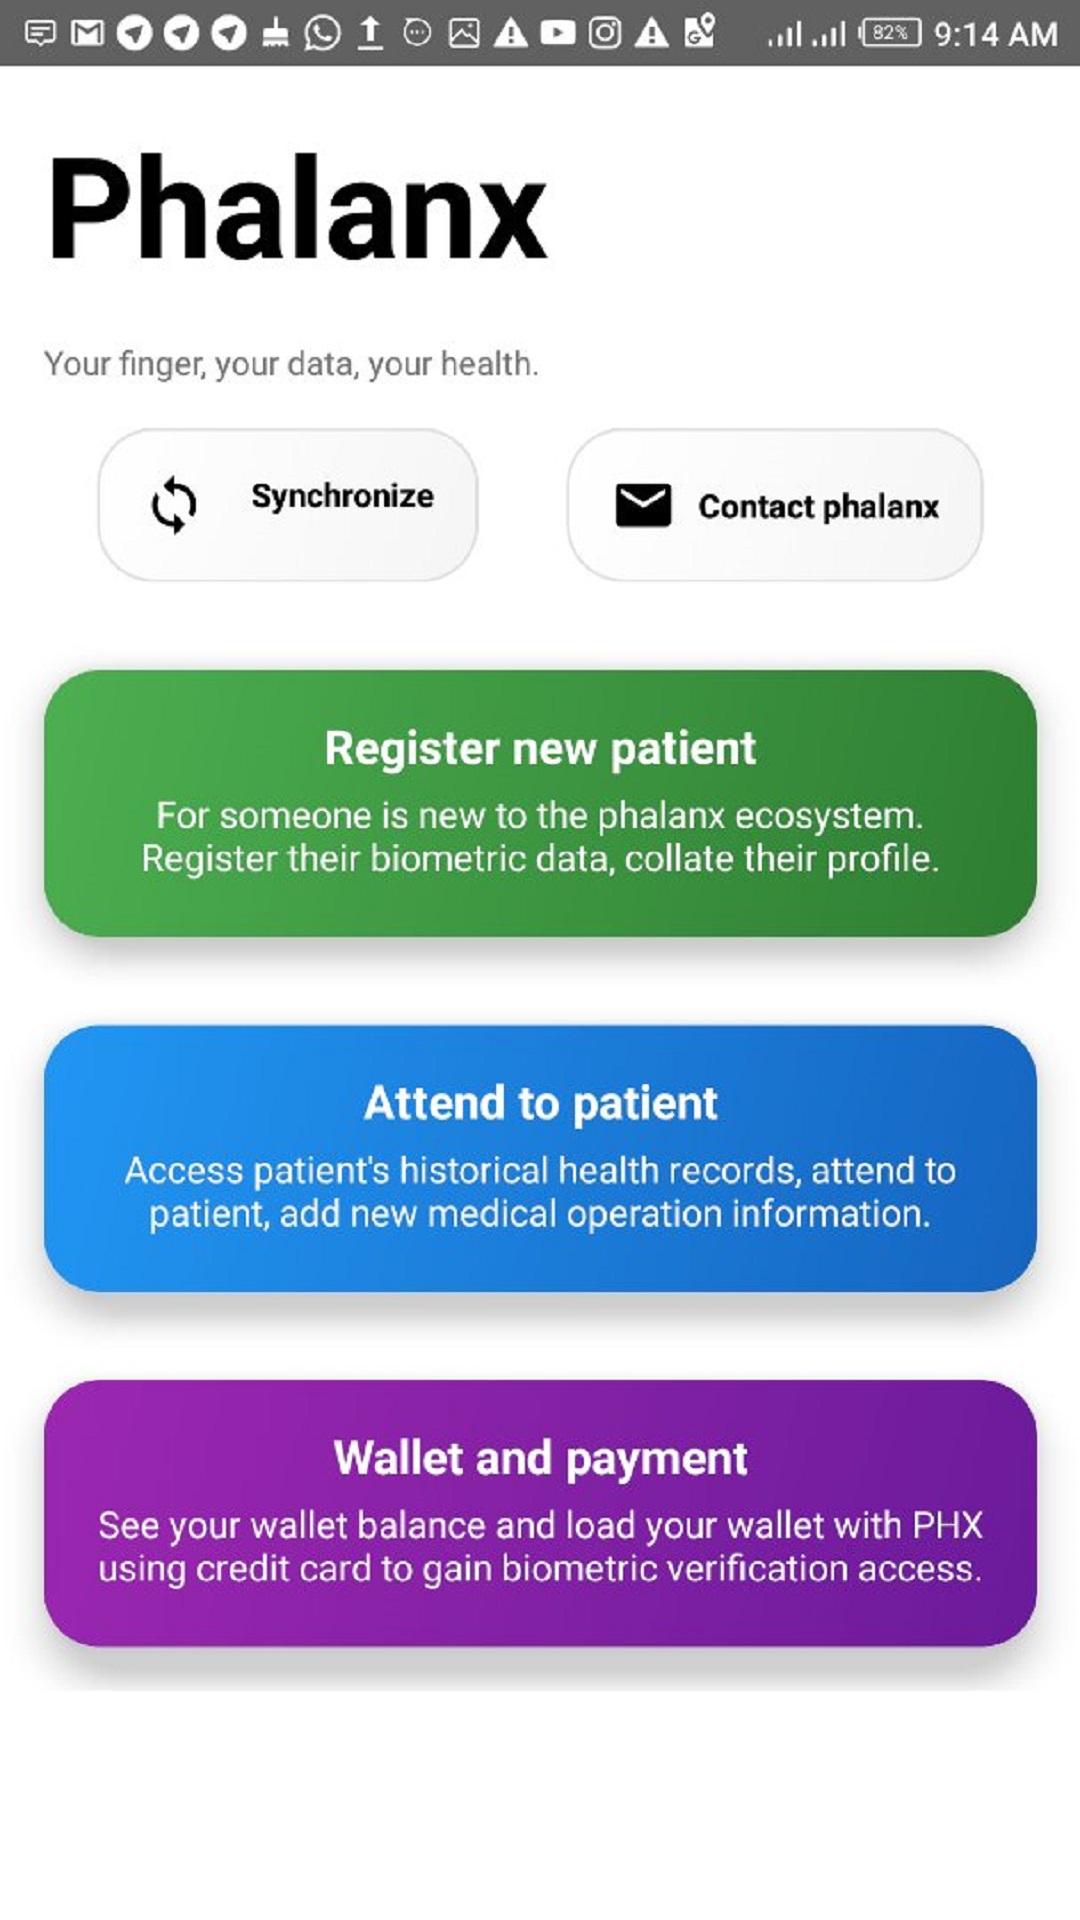 82% 9:14 AM
Phalanx
Your finger, your data, your health.
Synchronize
Contact phalanx
Register new patient
For someone is new to the phalanx ecosystem.
Register their biometric data, collate their profile.
Attend to patient
Access patient's historical health records, attend to
patient, add new medical operation information.
Wallet and payment
See your wallet balance and load your wallet with PHX
using credit card to gain biometric verification access.